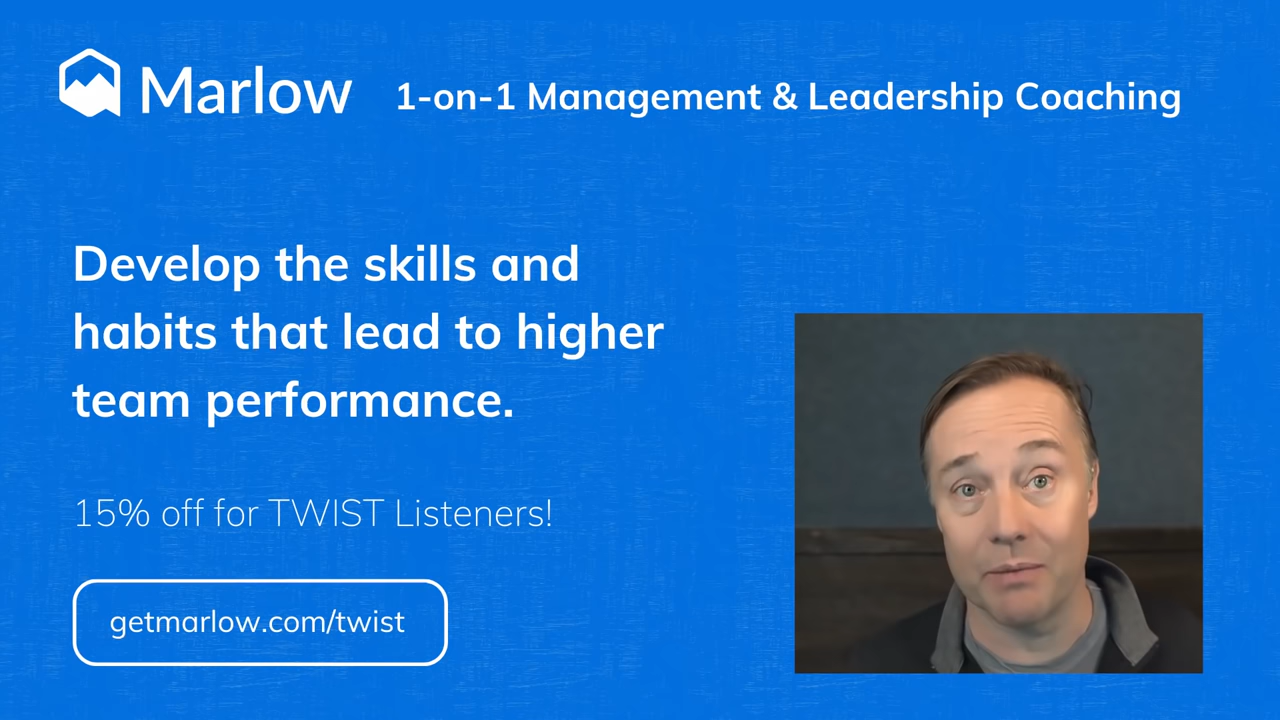 Marlow
1-on-1 Management & Leadership Coaching
Develop the skills and
habits that lead to higher
team performance.
15% off for TWIST Listeners!
getmarlow.com/twist